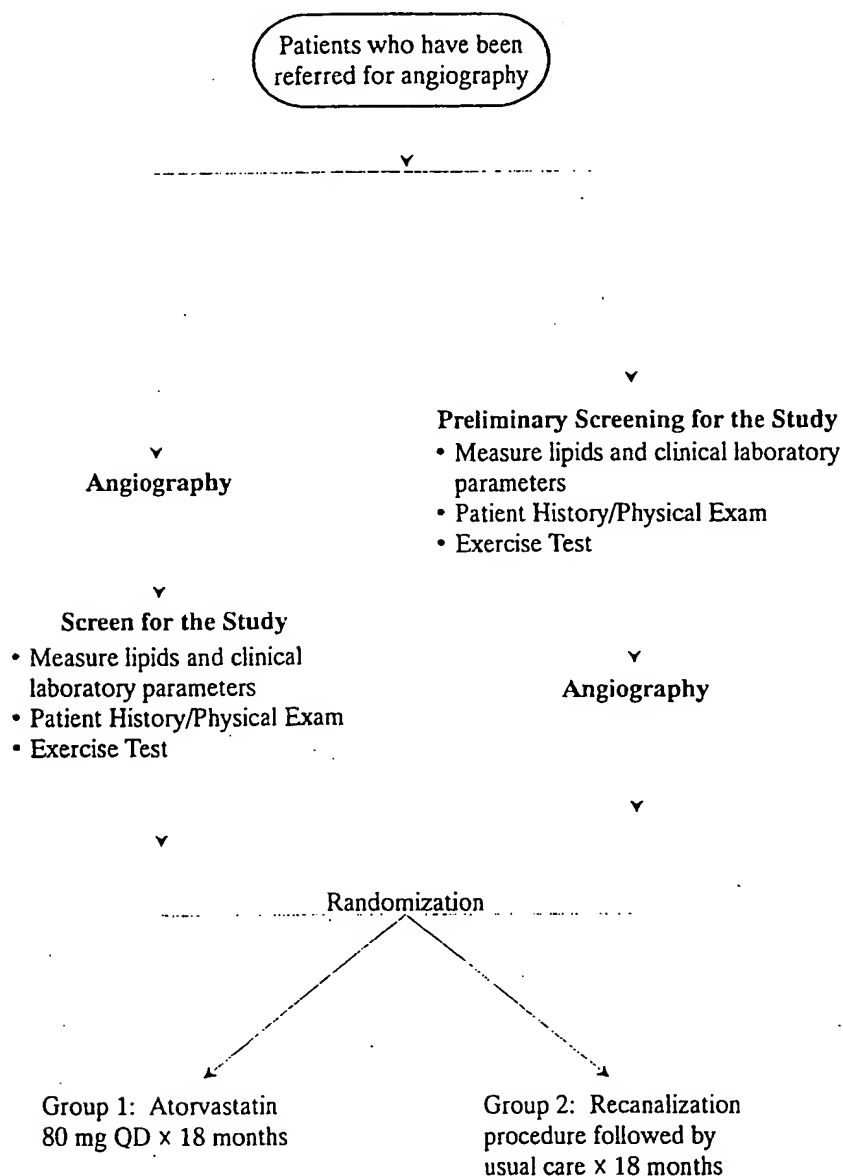 Patients who have been
referred for angiography
Angiography
Screen for the Study
• Measure lipids and clinical
laboratory parameters
• Patient History/Physical Exam
• Exercise Test
Preliminary Screening for the Study
• Measure lipids and clinical laboratory
parameters
• Patient History/Physical Exam
• Exercise Test
Angiography
Randomization
Group 1: Atorvastatin
80 mg QD x 18 months
Group 2: Recanalization
procedure followed by
usual care x 18 months